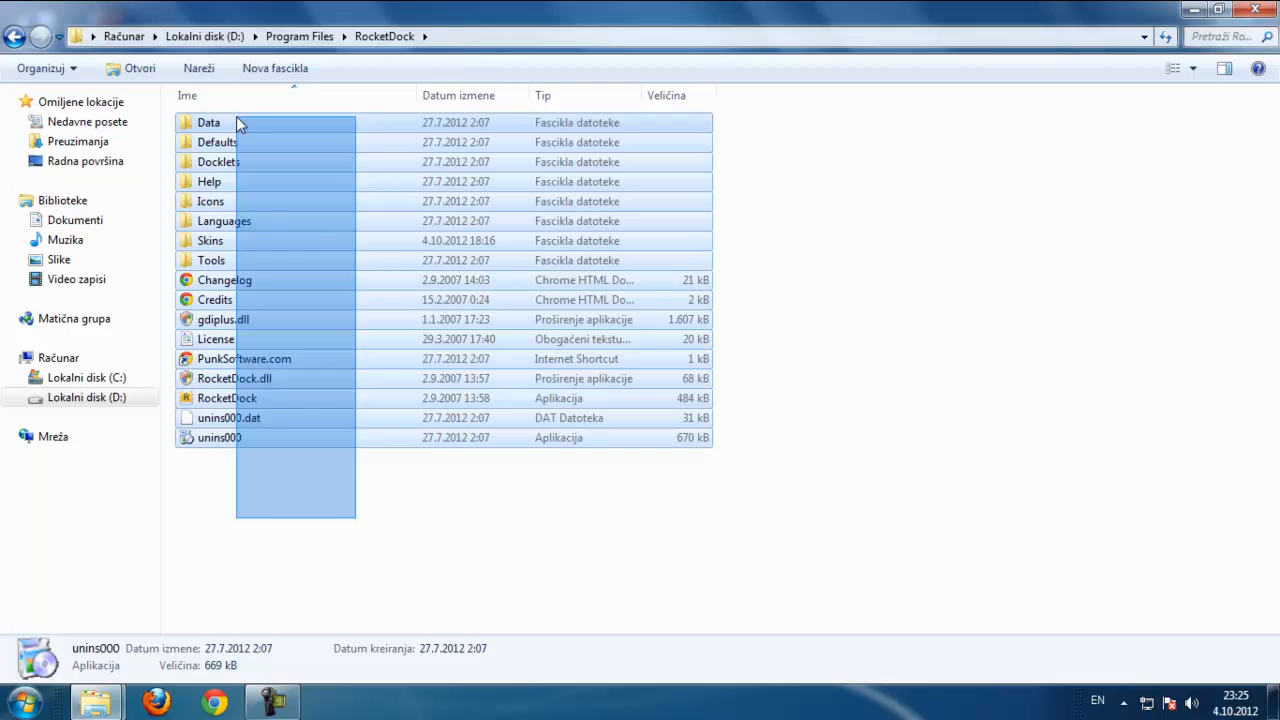 Računar Lokalni disk (D:) Program Files RocketDock Pretraži Ro...
Organizuj Otvori Nareži Nova fascikla
Ime Datum izmene Tip Veličina
Omiljene lokacije
Nedavne posete
Preuzimanja
Radna površina
Biblioteke
Dokumenti
Muzika
Slike
Video zapisi
Matična grupa
Računar
Lokalni disk (C:)
Lokalni disk (D:)
Mreža
Data 27.7.2012 2:07 Fascikla datoteke
Defaults 27.7.2012 2:07 Fascikla datoteke
Docklets 27.7.2012 2:07 Fascikla datoteke
Help 27.7.2012 2:07 Fascikla datoteke
Icons 27.7.2012 2:07 Fascikla datoteke
Languages 27.7.2012 2:07 Fascikla datoteke
Skins 4.10.2012 18:16 Fascikla datoteke
Tools 27.7.2012 2:07 Fascikla datoteke
Changelog 2.9.2007 14:03 Chrome HTML Do... 21 kB
Credits 15.2.2007 0:24 Chrome HTML Do... 2 kB
gdiplus.dll 1.1.2007 17:23 Proširenje aplikacije 1.607 kB
License 29.3.2007 17:40 Obogaćeni tekstu... 20 kB
PunkSoftware.com 27.7.2012 2:07 Internet Shortcut 1 kB
RocketDock.dll 2.9.2007 13:57 Proširenje aplikacije 68 kB
RocketDock 2.9.2007 13:58 Aplikacija 484 kB
unins000.dat 27.7.2012 2:07 DAT Datoteka 31 kB
unins000 27.7.2012 2:07 Aplikacija 670 kB
unins000 Datum izmene: 27.7.2012 2:07 Datum kreiranja: 27.7.2012 2:07
Aplikacija Veličina: 669 kB
EN 23:25
4.10.2012